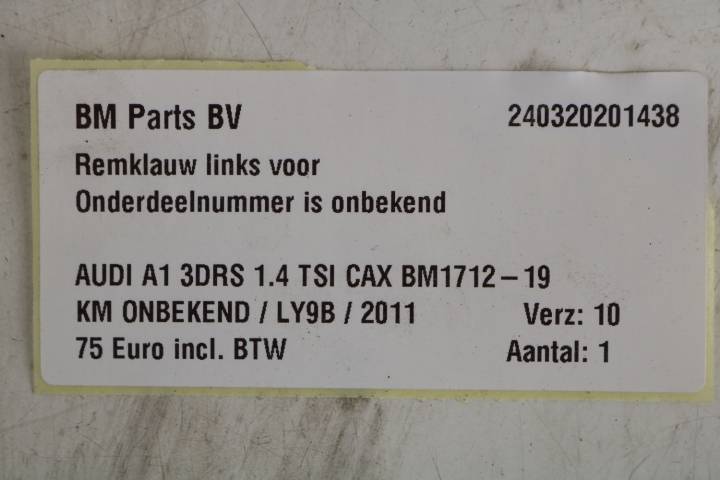 BM Parts BV 240320201438
Remklauw links voor
Onderdeelnummer is onbekend
AUDI A1 3DRS 1.4 TSI CAX BM1712-19
KM ONBEKEND / LY9B / 2011 Verz: 10
75 Euro incl. BTW Aantal: 1